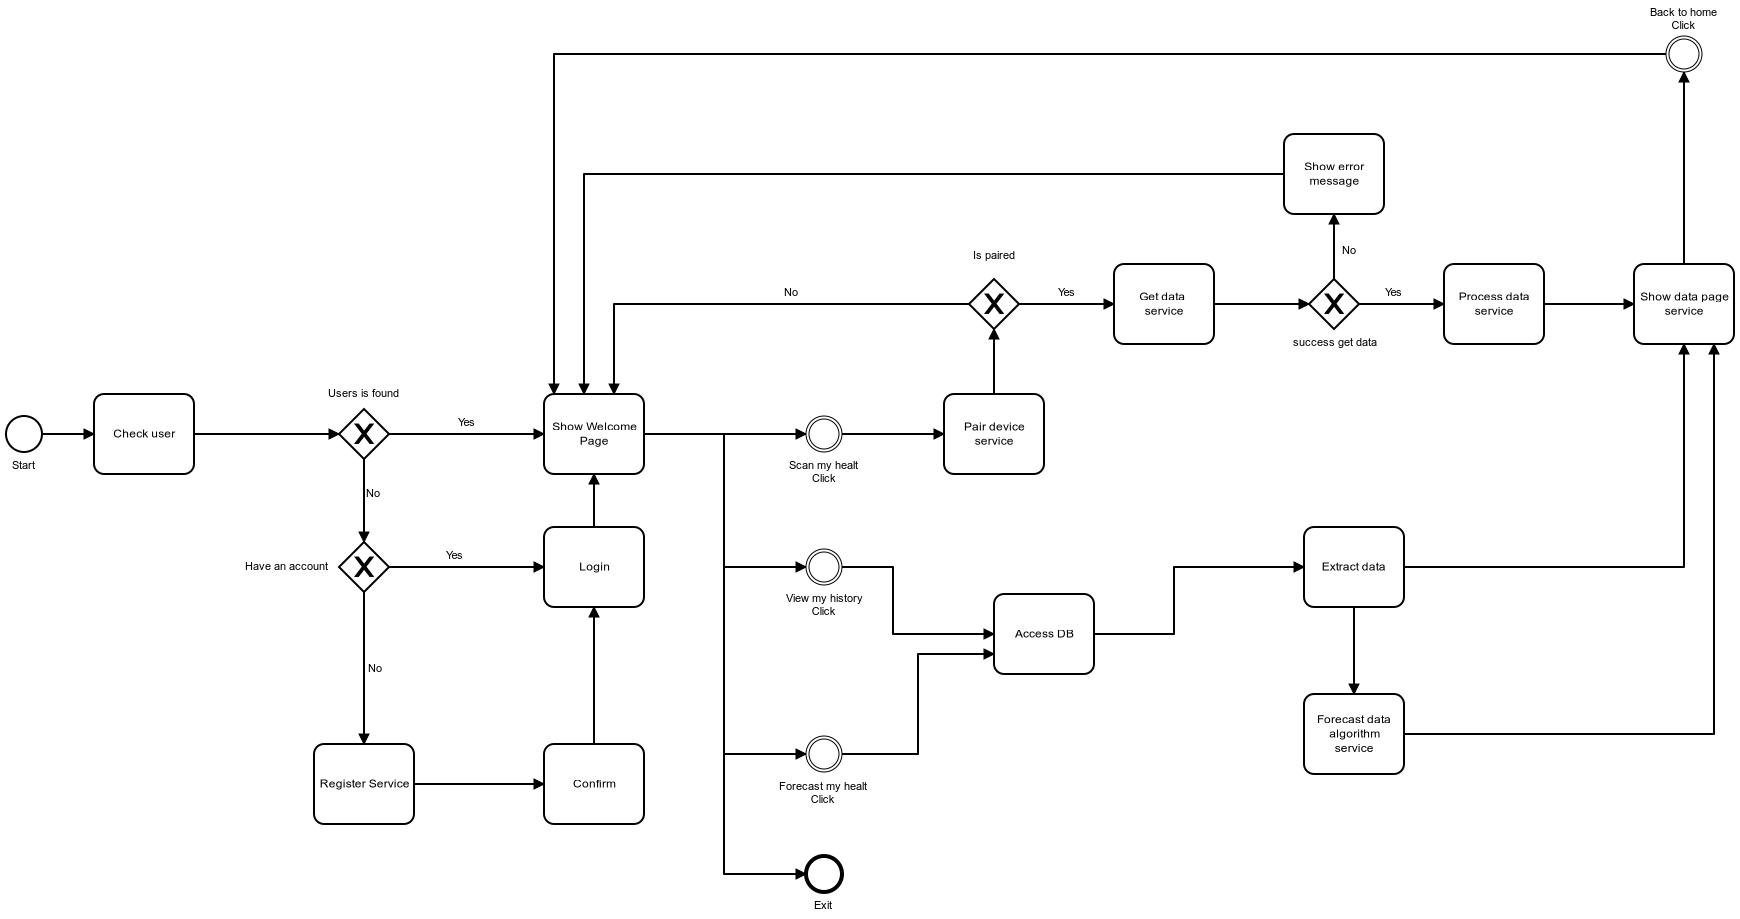 Back to home
Click
Show error
message
No
Is paired
No
Yes
Get data
service
Yes
Process data
service
Show data page
service
success get data
Users is found
Check user
Yes
Show Welcome
Page
Pair device
service
Start
Scan my healt
Click
No
Have an account
Yes
Login
Extract data
View my history
Click
Access DB
No
Forecast data
algorithm
service
Register Service
Confirm
Forecast my healt
Click
Exit